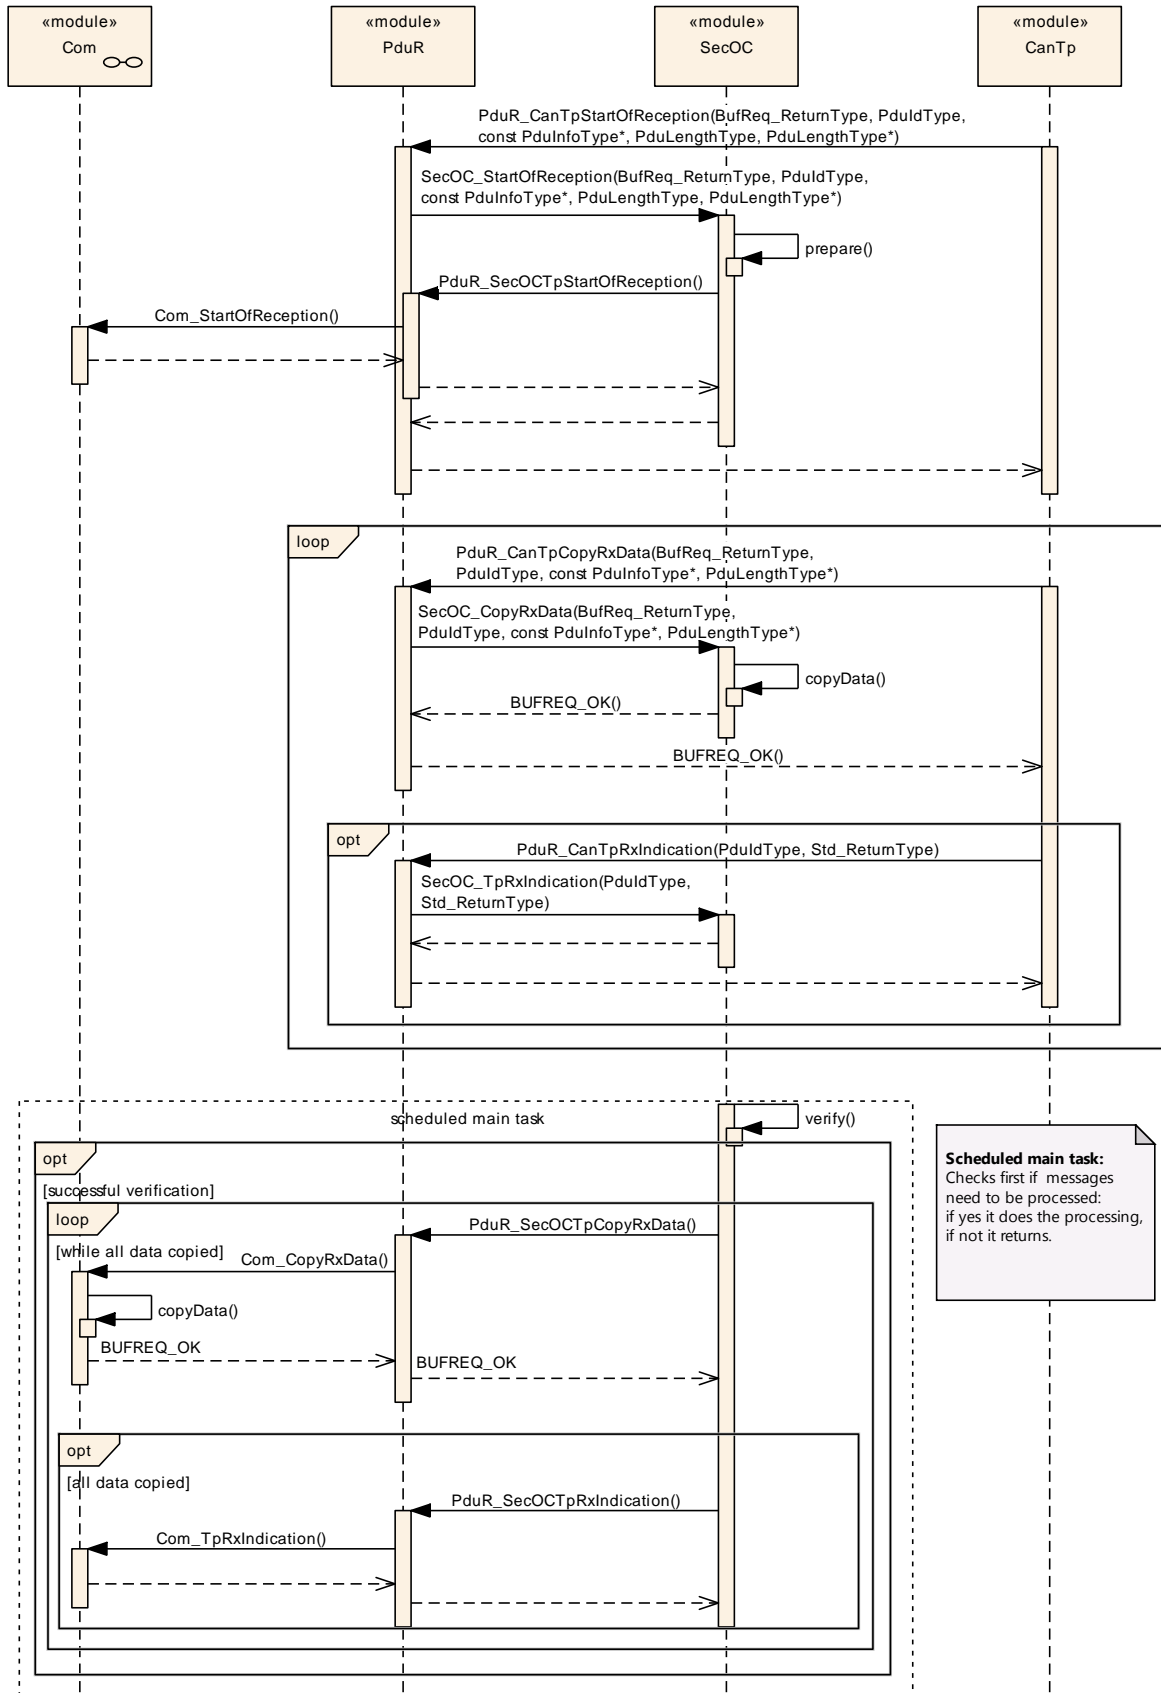 «module»
Com
«module»
PduR
«module»
SecOC
«module»
CanTp
PduR_CanTpStartOfReception(BufReq_ReturnType, PduIdType,
const PduInfoType*, PduLengthType, PduLengthType*)
SecOC_StartOfReception(BufReq_ReturnType, PduIdType,
const PduInfoType*, PduLengthType, PduLengthType*)
prepare()
PduR_SecOCTpStartOfReception()
Com_StartOfReception()
loop
PduR_CanTpCopyRxData(BufReq_ReturnType,
PduIdType, const PduInfoType*, PduLengthType*)
SecOC_CopyRxData(BufReq_ReturnType,
PduIdType, const PduInfoType*, PduLengthType*)
copyData()
BUFREQ_OK()
BUFREQ_OK()
opt
PduR_CanTpRxIndication(PduIdType, Std_ReturnType)
SecOC_TpRxIndication(PduIdType,
Std_ReturnType)
scheduled main task
verify()
opt
[successful verification]
Scheduled main task:
Checks first if messages
need to be processed:
if yes it does the processing,
if not it returns.
loop
PduR_SecOCTpCopyRxData()
[while all data copied]
Com_CopyRxData()
copyData()
BUFREQ_OK
BUFREQ_OK
opt
[all data copied]
PduR_SecOCTpRxIndication()
Com_TpRxIndication()